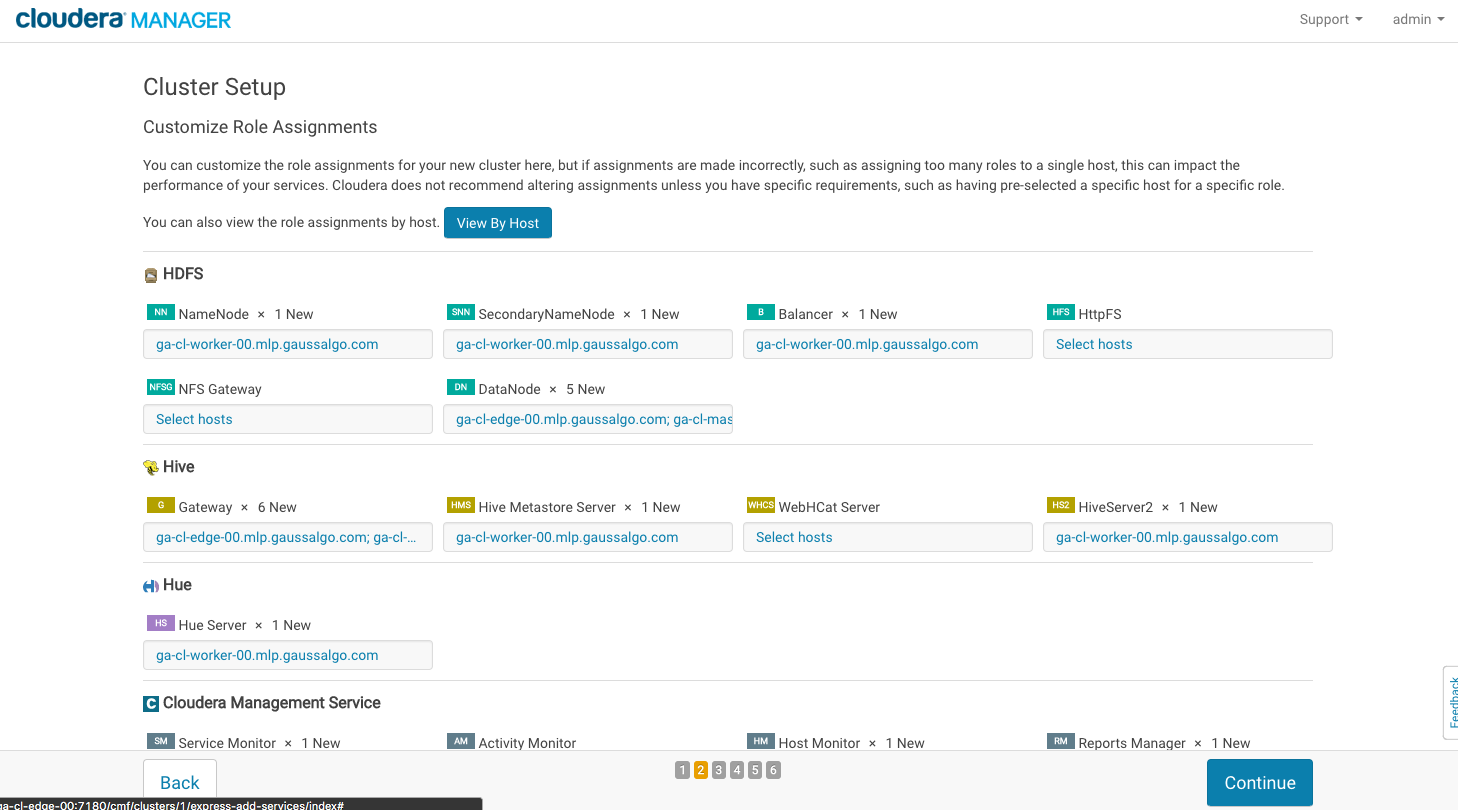 cloudera MANAGER
Support admin
Cluster Setup
Customize Role Assignments
You can customize the role assignments for your new cluster here, but if assignments are made incorrectly, such as assigning too many roles to a single host, this can impact the
performance of your services. Cloudera does not recommend altering assignments unless you have specific requirements, such as having pre-selected a specific host for a specific role.
You can also view the role assignments by host. View By Host
HDFS
NN NameNode × 1 New SNN SecondaryNameNode × 1 New B Balancer × 1 New HFS HttpFS
ga-cl-worker-00.mlp.gaussalgo.com ga-cl-worker-00.mlp.gaussalgo.com ga-cl-worker-00.mlp.gaussalgo.com Select hosts
NFSG NFS Gateway DN DataNode × 5 New
Select hosts ga-cl-edge-00.mlp.gaussalgo.com; ga-cl-mas
Hive
G Gateway × 6 New HMS Hive Metastore Server × 1 New WHCS WebHCat Server HS2 HiveServer2 × 1 New
ga-cl-edge-00.mlp.gaussalgo.com; ga-cl-... ga-cl-worker-00.mlp.gaussalgo.com Select hosts ga-cl-worker-00.mlp.gaussalgo.com
Hue
HS Hue Server × 1 New
ga-cl-worker-00.mlp.gaussalgo.com
Feedback
C Cloudera Management Service
SM Service Monitor × 1 New AM Activity Monitor HM Host Monitor × 1 New RM Reports Manager × 1 New
Back 1 2 3 4 5 6 Continue
ga-cl-edge-00:7180/cmf/clusters/1/express-add-services/index#